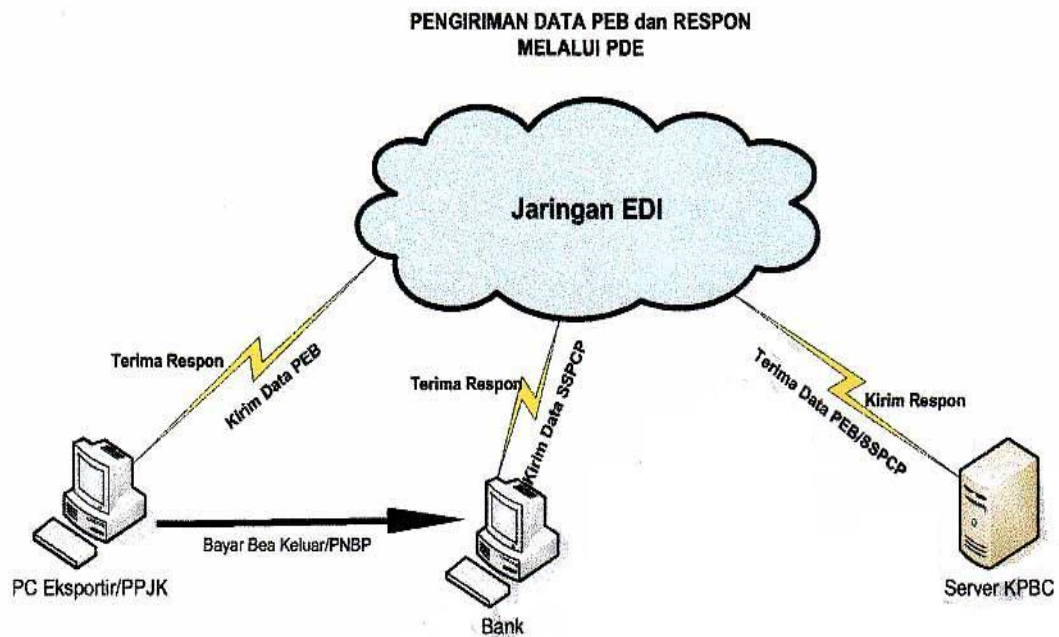 PENGIRIMAN DATA PEB dan RESPON
MELALUI PDE
Jaringan EDI
Terima Respon
Kirim Data PEB
Terima Respon
Kirim Data SSPCP
Terima Data PEB/SSPCP
Kirim Respon
Bayar Bea Keluar/PNBP
PC Eksportir/PPJK
Bank
Server KPBC